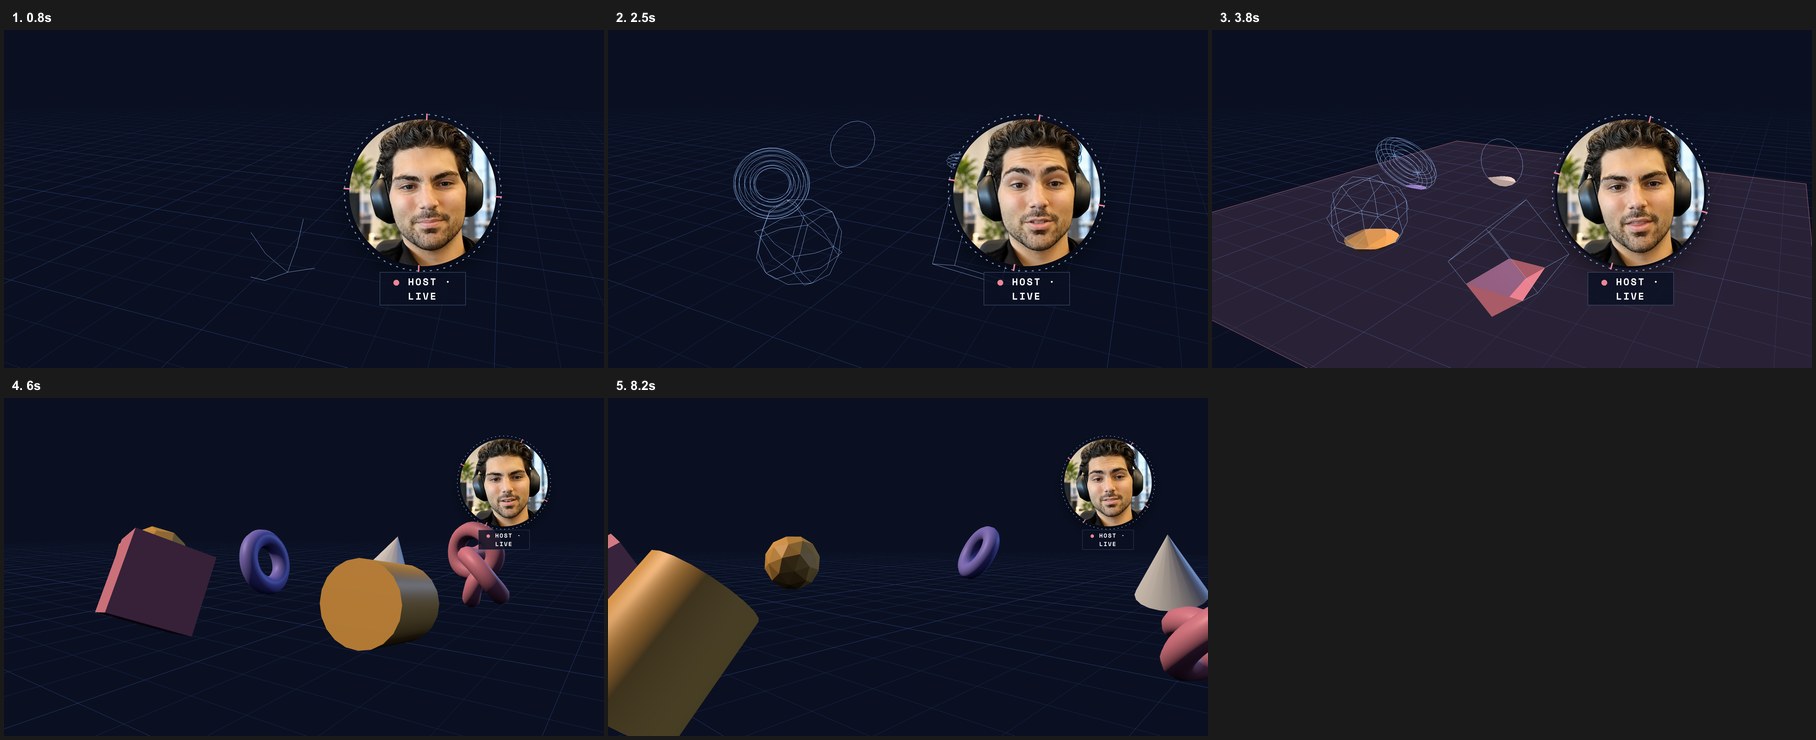 1. 0.8s
2. 2.5s
3. 3.8s
HOST ·
LIVE
HOST ·
LIVE
HOST ·
LIVE
4. 6s
5. 8.2s
HOST ·
LIVE
HOST ·
LIVE